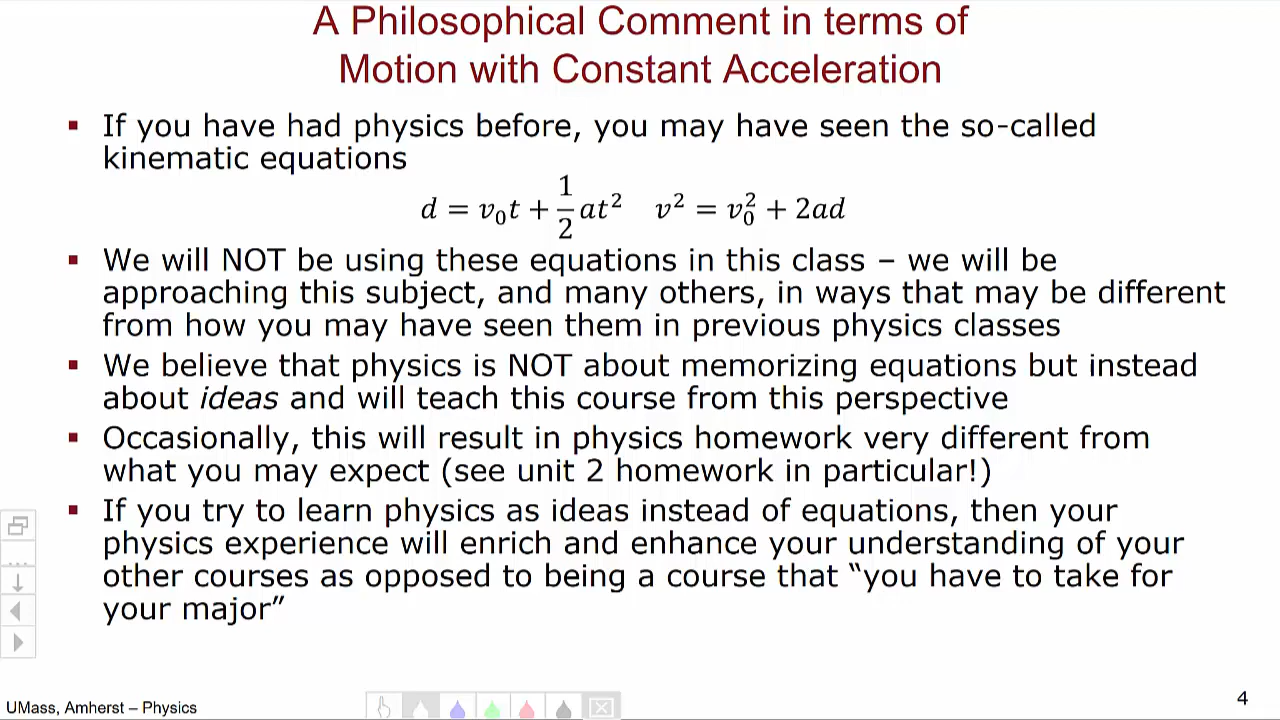 A Philosophical Comment in terms of
Motion with Constant Acceleration
▪ If you have had physics before, you may have seen the so-called
kinematic equations
d = v₀t + ½at²   v² = v₀² + 2ad
▪ We will NOT be using these equations in this class – we will be
approaching this subject, and many others, in ways that may be different
from how you may have seen them in previous physics classes
▪ We believe that physics is NOT about memorizing equations but instead
about ideas and will teach this course from this perspective
▪ Occasionally, this will result in physics homework very different from
what you may expect (see unit 2 homework in particular!)
▪ If you try to learn physics as ideas instead of equations, then your
physics experience will enrich and enhance your understanding of your
other courses as opposed to being a course that “you have to take for
your major”
UMass, Amherst – Physics
4